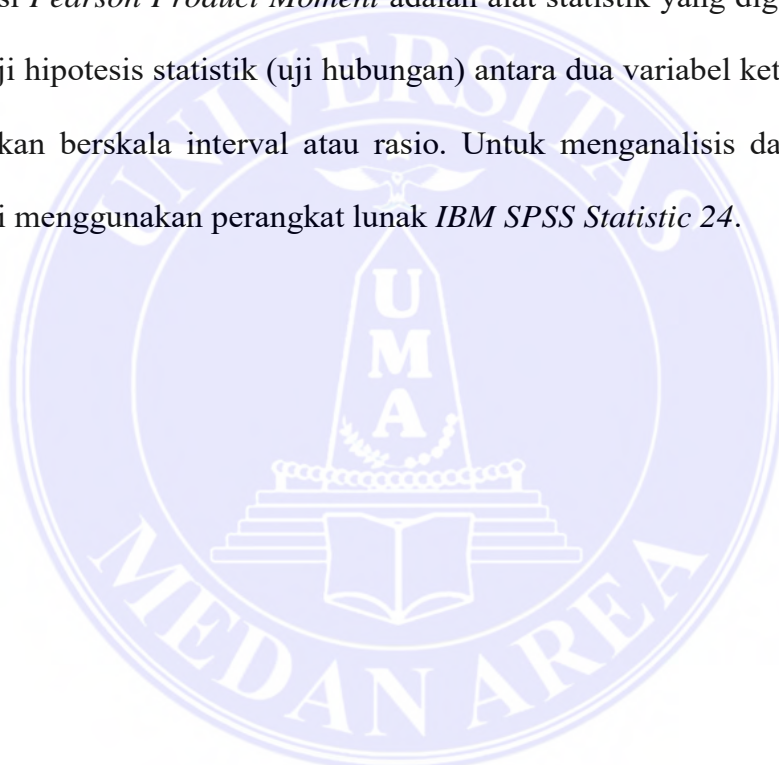 si Pearson Product Moment adalah alat statistik yang dig
ji hipotesis statistik (uji hubungan) antara dua variabel ket
kan berskala interval atau rasio. Untuk menganalisis da
i menggunakan perangkat lunak IBM SPSS Statistic 24.
UNIVERSITAS
U
M
A
MEDAN AREA